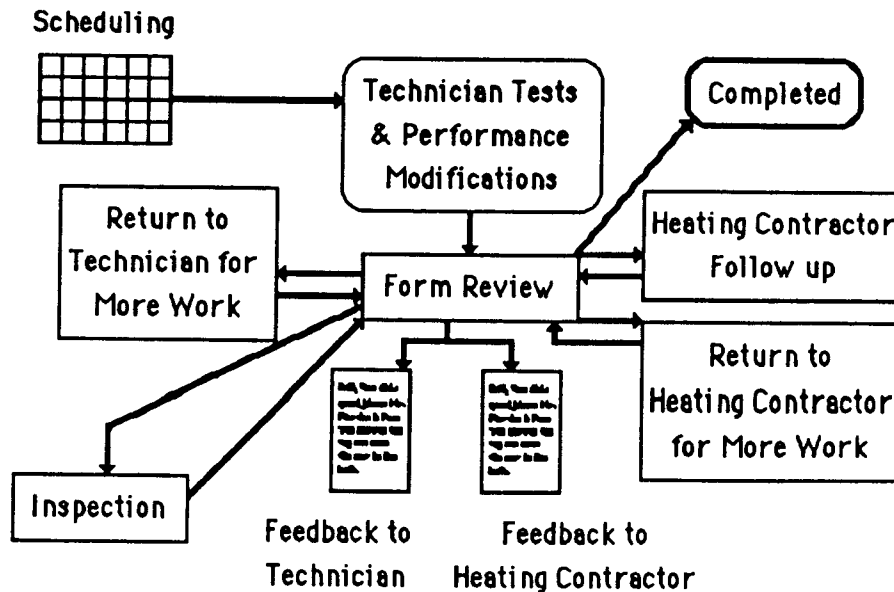 Scheduling
Technician Tests
& Performance
Modifications
Completed
Return to
Technician for
More Work
Form Review
Heating Contractor
Follow up
Return to
Heating Contractor
for More Work
Inspection
Feedback to
Technician
Feedback to
Heating Contractor